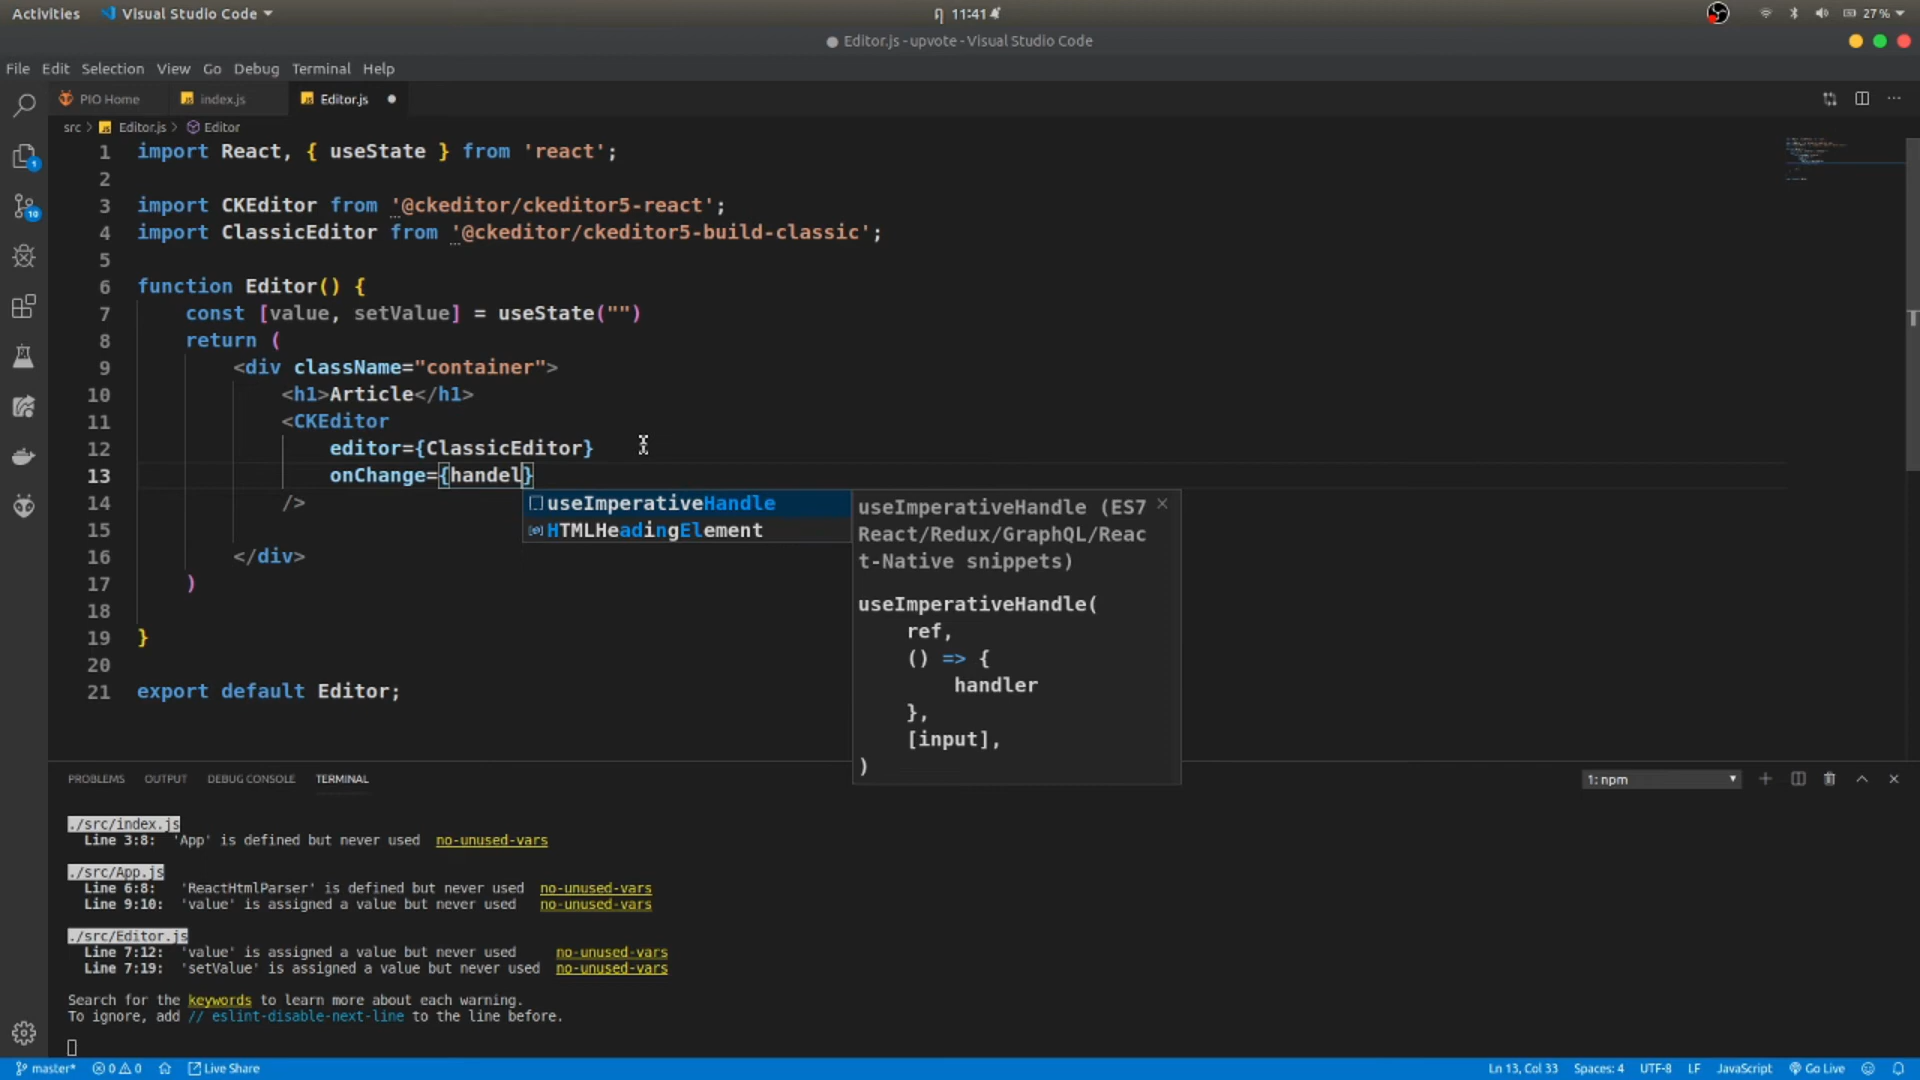 Activities Visual Studio Code ๆ 11:41 27%
● Editor.js - upvote - Visual Studio Code
File Edit Selection View Go Debug Terminal Help
PIO Home index.js Editor.js
src > Editor.js > Editor
1 import React, { useState } from 'react';
2
3 import CKEditor from '@ckeditor/ckeditor5-react';
4 import ClassicEditor from '@ckeditor/ckeditor5-build-classic';
5
6 function Editor() {
7 const [value, setValue] = useState("")
8 return (
9 <div className="container">
10 <h1>Article</h1>
11 <CKEditor
12 editor={ClassicEditor}
13 onChange={handel}
14 />
15
16 </div>
17 )
18
19 }
20
21 export default Editor;
useImperativeHandle
HTMLHeadingElement
useImperativeHandle (ES7
React/Redux/GraphQL/Reac
t-Native snippets)
useImperativeHandle(
ref,
() => {
handler
},
[input],
)
PROBLEMS OUTPUT DEBUG CONSOLE TERMINAL 1: npm
./src/index.js
Line 3:8: 'App' is defined but never used no-unused-vars
./src/App.js
Line 6:8: 'ReactHtmlParser' is defined but never used no-unused-vars
Line 9:10: 'value' is assigned a value but never used no-unused-vars
./src/Editor.js
Line 7:12: 'value' is assigned a value but never used no-unused-vars
Line 7:19: 'setValue' is assigned a value but never used no-unused-vars
Search for the keywords to learn more about each warning.
To ignore, add // eslint-disable-next-line to the line before.
master* 0 0 Live Share Ln 13, Col 33 Spaces: 4 UTF-8 LF JavaScript Go Live
1
10